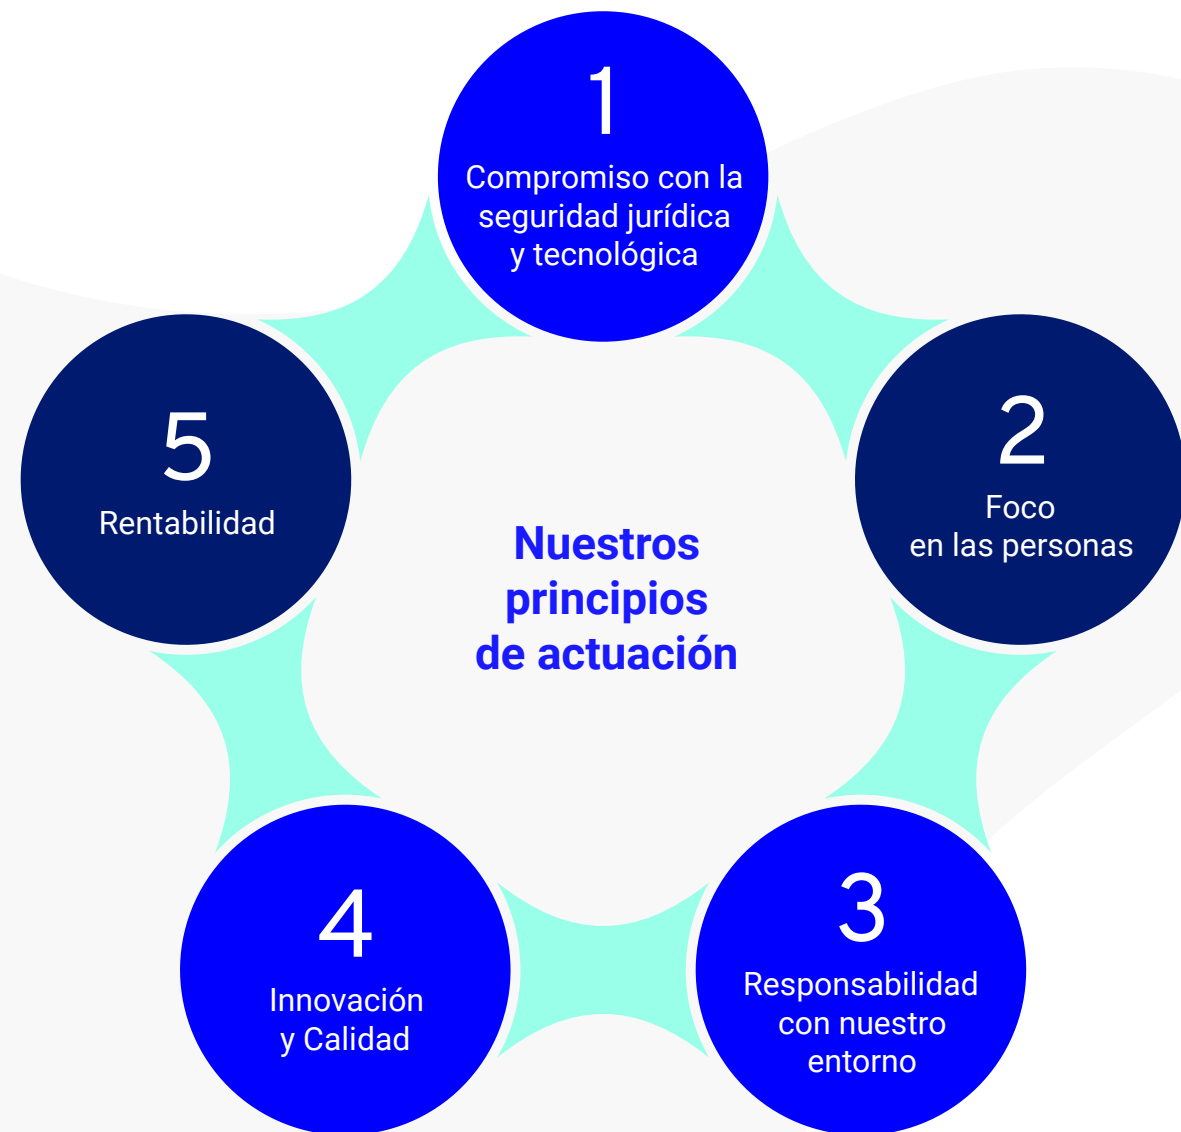 1
Compromiso con la
seguridad jurídica
y tecnológica
2
Foco
en las personas
3
Responsabilidad
con nuestro
entorno
4
Innovación
y Calidad
5
Rentabilidad
Nuestros
principios
de actuación